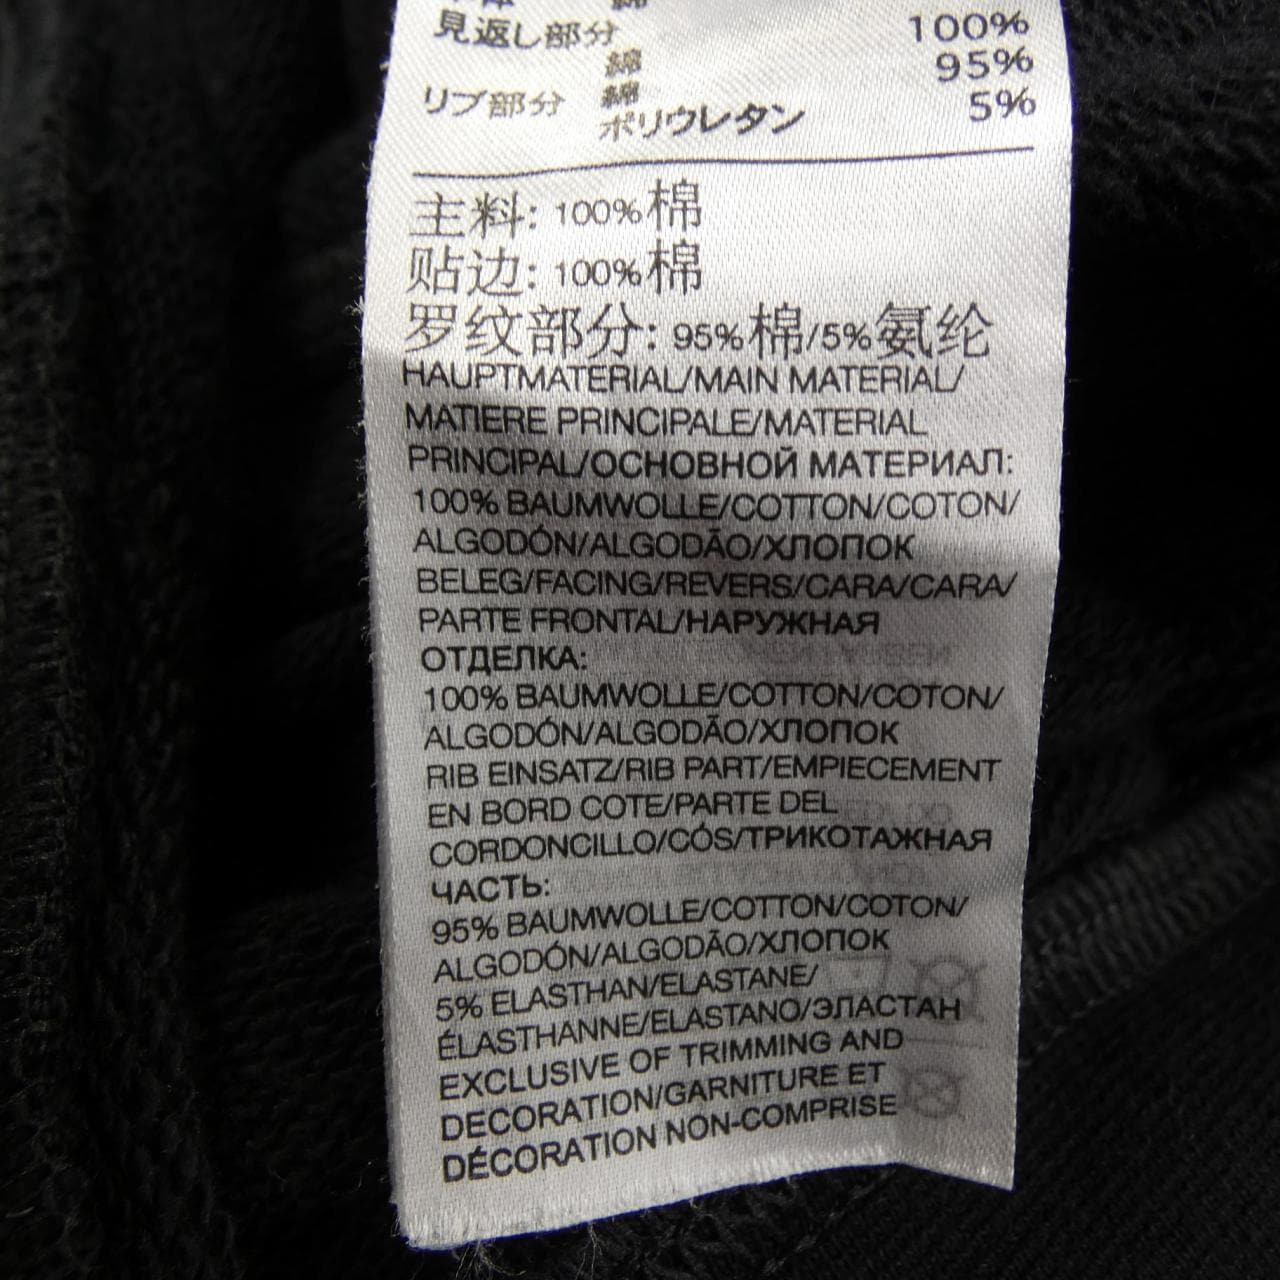 見返し部分 綿 100%
リブ部分 綿 95%
ポリウレタン 5%
主料: 100%棉
贴边: 100%棉
罗纹部分: 95%棉/5%氨纶
HAUPTMATERIAL/MAIN MATERIAL/
MATIERE PRINCIPALE/MATERIAL
PRINCIPAL/ОСНОВНОЙ МАТЕРИАЛ:
100% BAUMWOLLE/COTTON/COTON/
ALGODÓN/ALGODÃO/ХЛОПОК
BELEG/FACING/REVERS/CARA/CARA/
PARTE FRONTAL/НАРУЖНАЯ
ОТДЕЛКА:
100% BAUMWOLLE/COTTON/COTON/
ALGODÓN/ALGODÃO/ХЛОПОК
RIB EINSATZ/RIB PART/EMPIECEMENT
EN BORD COTE/PARTE DEL
CORDONCILLO/CÓS/ТРИКОТАЖНАЯ
ЧАСТЬ:
95% BAUMWOLLE/COTTON/COTON/
ALGODÓN/ALGODÃO/ХЛОПОК
5% ELASTHAN/ELASTANE/
ÉLASTHANNE/ELASTANO/ЭЛАСТАН
EXCLUSIVE OF TRIMMING AND
DECORATION/GARNITURE ET
DÉCORATION NON-COMPRISE